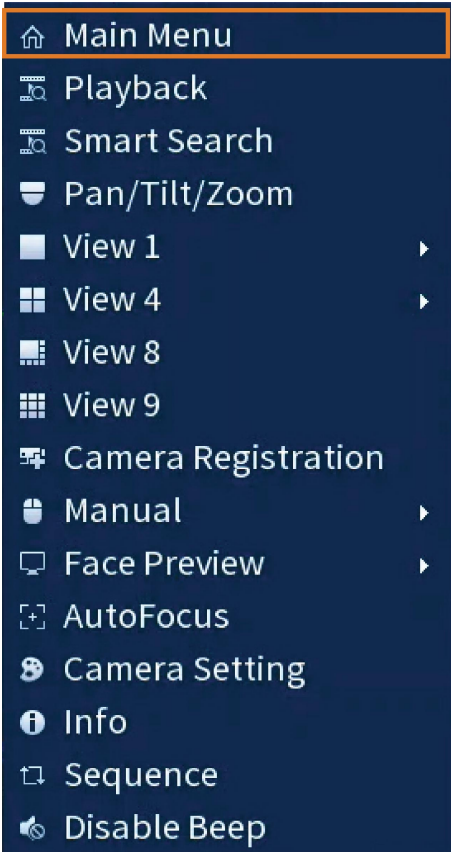 Main Menu
Playback
Smart Search
Pan/Tilt/Zoom
View 1
View 4
View 8
View 9
Camera Registration
Manual
Face Preview
AutoFocus
Camera Setting
Info
Sequence
Disable Beep